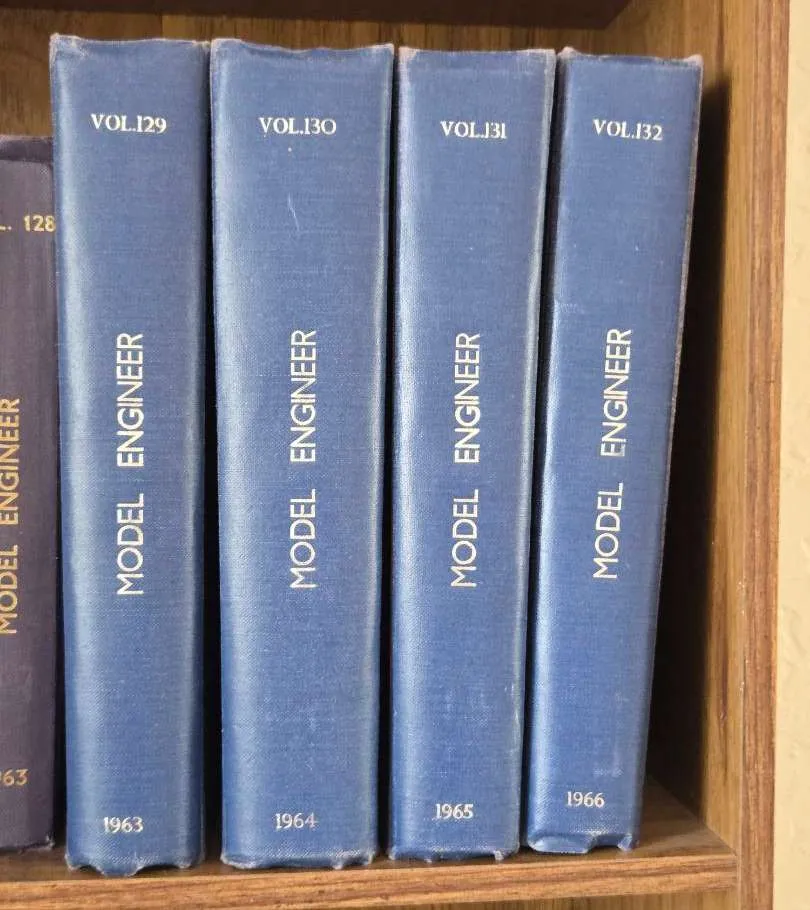 L. 128
MODEL ENGINEER
963
VOL.129
MODEL ENGINEER
1963
VOL.130
MODEL ENGINEER
1964
VOL.131
MODEL ENGINEER
1965
VOL.132
MODEL ENGINEER
1966